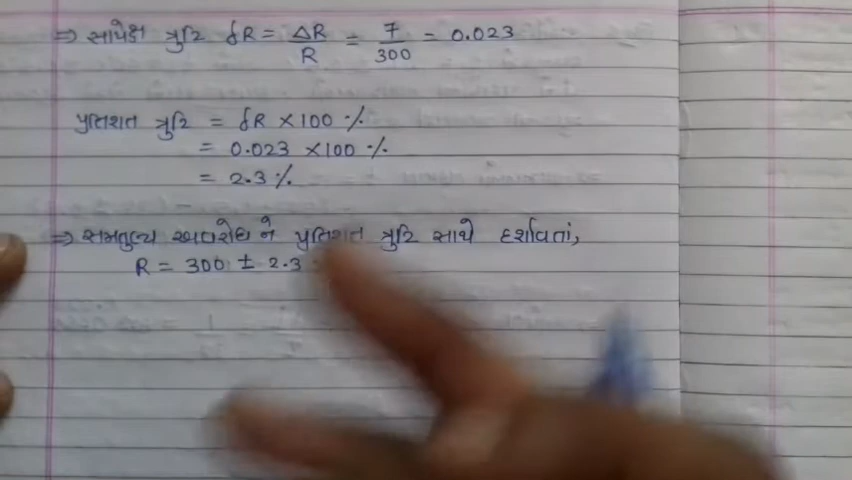 ⇒ સાપેક્ષ ત્રુટિ δR = ΔR/R = 7/300 = 0.023
પ્રતિશત ત્રુટિ = δR × 100 %
= 0.023 × 100 %
= 2.3 %
⇒ સમતુલ્ય અવરોધ ને પ્રતિશત ત્રુટિ સાથે દર્શાવતાં,
R = 300 ± 2.3